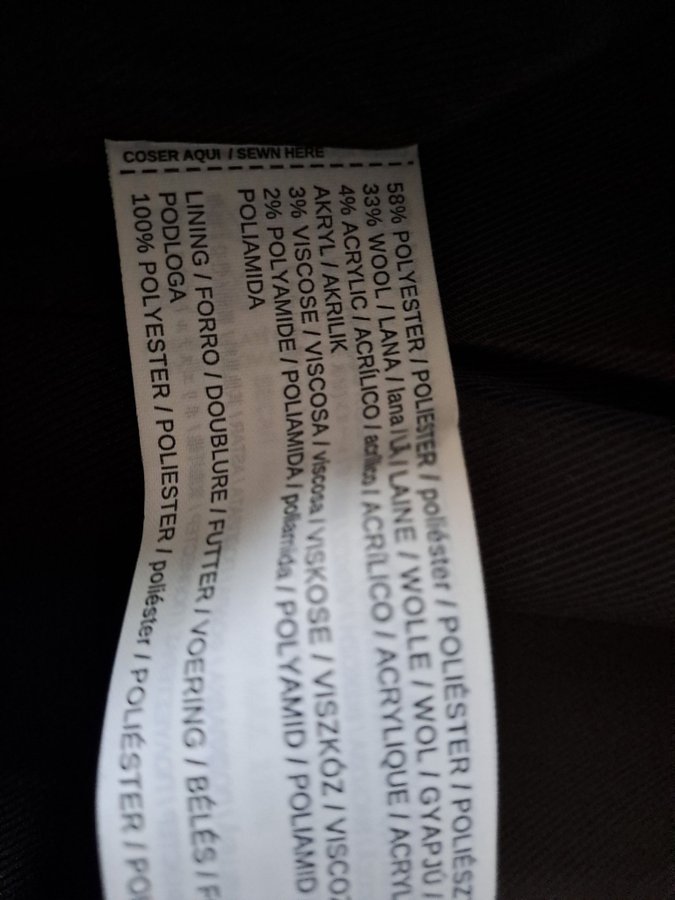 COSER AQUI / SEWN HERE
58% POLYESTER / POLIESTER / poliéster / POLIÉSTER / POLIÉSZ
33% WOOL / LANA / lana / Lã / LAINE / WOLLE / WOL / GYAPJÚ /
4% ACRYLIC / ACRÍLICO / acrílico / ACRÍLICO / ACRYLIQUE / ACRYL
AKRYL / AKRILIK
3% VISCOSE / VISCOSA / viscosa / VISKOSE / VISZKÓZ / VISCO
2% POLYAMIDE / POLIAMIDA / poliamida / POLYAMID / POLIAMID
POLIAMIDA
LINING / FORRO / DOUBLURE / FUTTER / VOERING / BÉLÉS / F
PODLOGA
100% POLYESTER / POLIESTER / poliéster / POLIÉSTER / PO